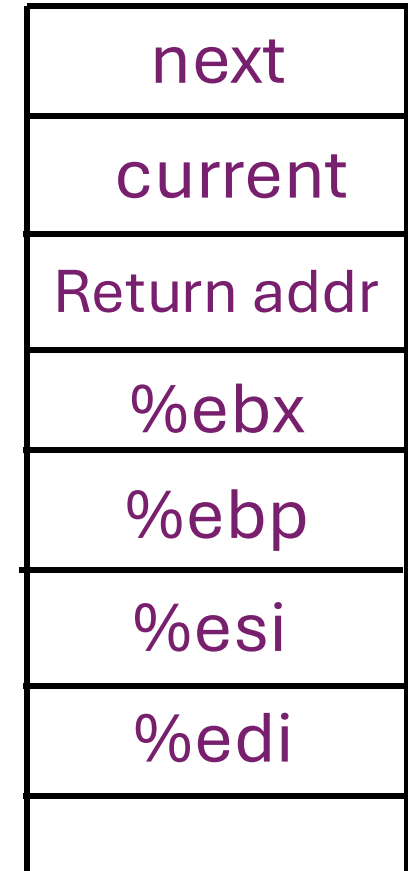 next
current
Return addr
%ebx
%ebp
%esi
%edi